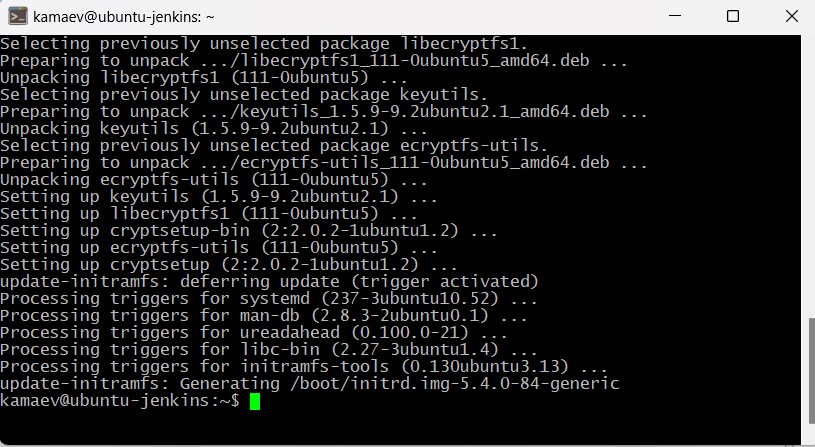 kamaev@ubuntu-jenkins: ~
Selecting previously unselected package libecryptfs1.
Preparing to unpack .../libecryptfs1_111-0ubuntu5_amd64.deb ...
Unpacking libecryptfs1 (111-0ubuntu5) ...
Selecting previously unselected package keyutils.
Preparing to unpack .../keyutils_1.5.9-9.2ubuntu2.1_amd64.deb ...
Unpacking keyutils (1.5.9-9.2ubuntu2.1) ...
Selecting previously unselected package ecryptfs-utils.
Preparing to unpack .../ecryptfs-utils_111-0ubuntu5_amd64.deb ...
Unpacking ecryptfs-utils (111-0ubuntu5) ...
Setting up keyutils (1.5.9-9.2ubuntu2.1) ...
Setting up libecryptfs1 (111-0ubuntu5) ...
Setting up cryptsetup-bin (2:2.0.2-1ubuntu1.2) ...
Setting up ecryptfs-utils (111-0ubuntu5) ...
Setting up cryptsetup (2:2.0.2-1ubuntu1.2) ...
update-initramfs: deferring update (trigger activated)
Processing triggers for systemd (237-3ubuntu10.52) ...
Processing triggers for man-db (2.8.3-2ubuntu0.1) ...
Processing triggers for ureadahead (0.100.0-21) ...
Processing triggers for libc-bin (2.27-3ubuntu1.4) ...
Processing triggers for initramfs-tools (0.130ubuntu3.13) ...
update-initramfs: Generating /boot/initrd.img-5.4.0-84-generic
kamaev@ubuntu-jenkins:~$